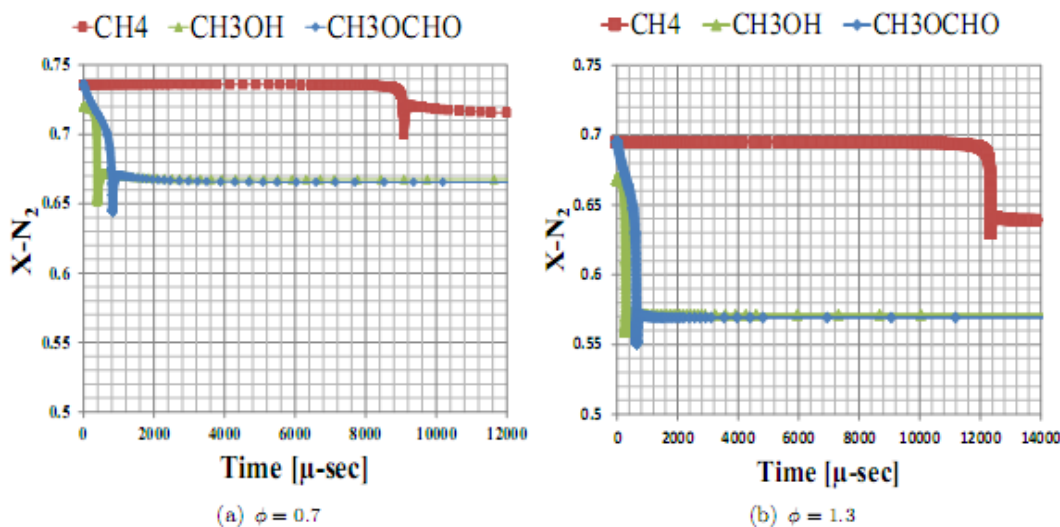 CH4 CH3OH CH3OCHO
0.75
0.7
0.65
0.6
0.55
0.5
X-N₂
0 2000 4000 6000 8000 10000 12000
Time [µ-sec]
(a) ϕ = 0.7
CH4 CH3OH CH3OCHO
0.75
0.7
0.65
0.6
0.55
0.5
X-N₂
0 2000 4000 6000 8000 10000 12000 14000
Time [µ-sec]
(b) ϕ = 1.3